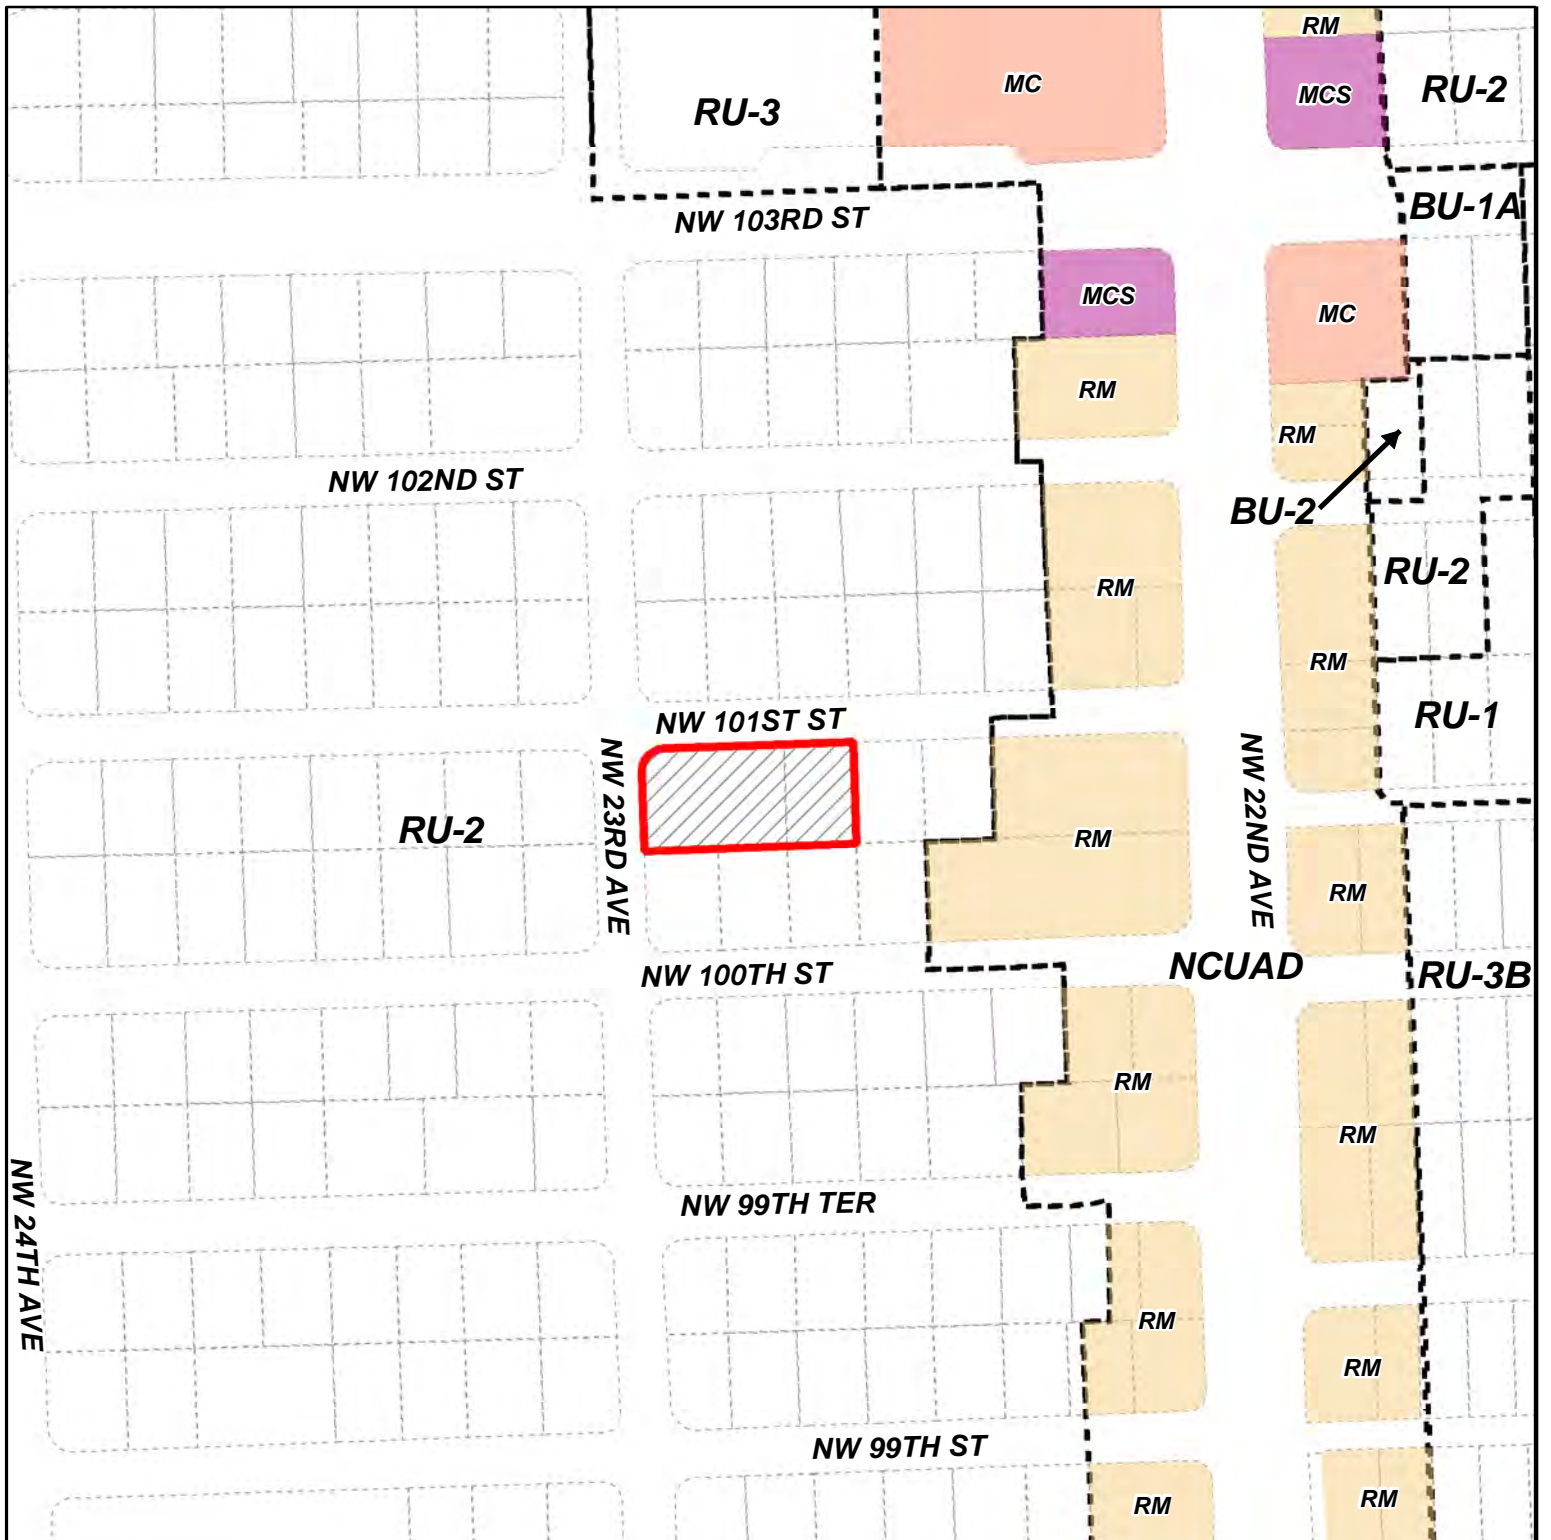 RM
MC
MCS
RU-2
RU-3
BU-1A
NW 103RD ST
MCS
MC
RM
RM
NW 102ND ST
BU-2
RM
RU-2
RM
NW 101ST ST
RU-1
NW 23RD AVE
NW 22ND AVE
RU-2
RM
RM
NCUAD
NW 100TH ST
RU-3B
RM
RM
NW 24TH AVE
NW 99TH TER
RM
RM
NW 99TH ST
RM
RM